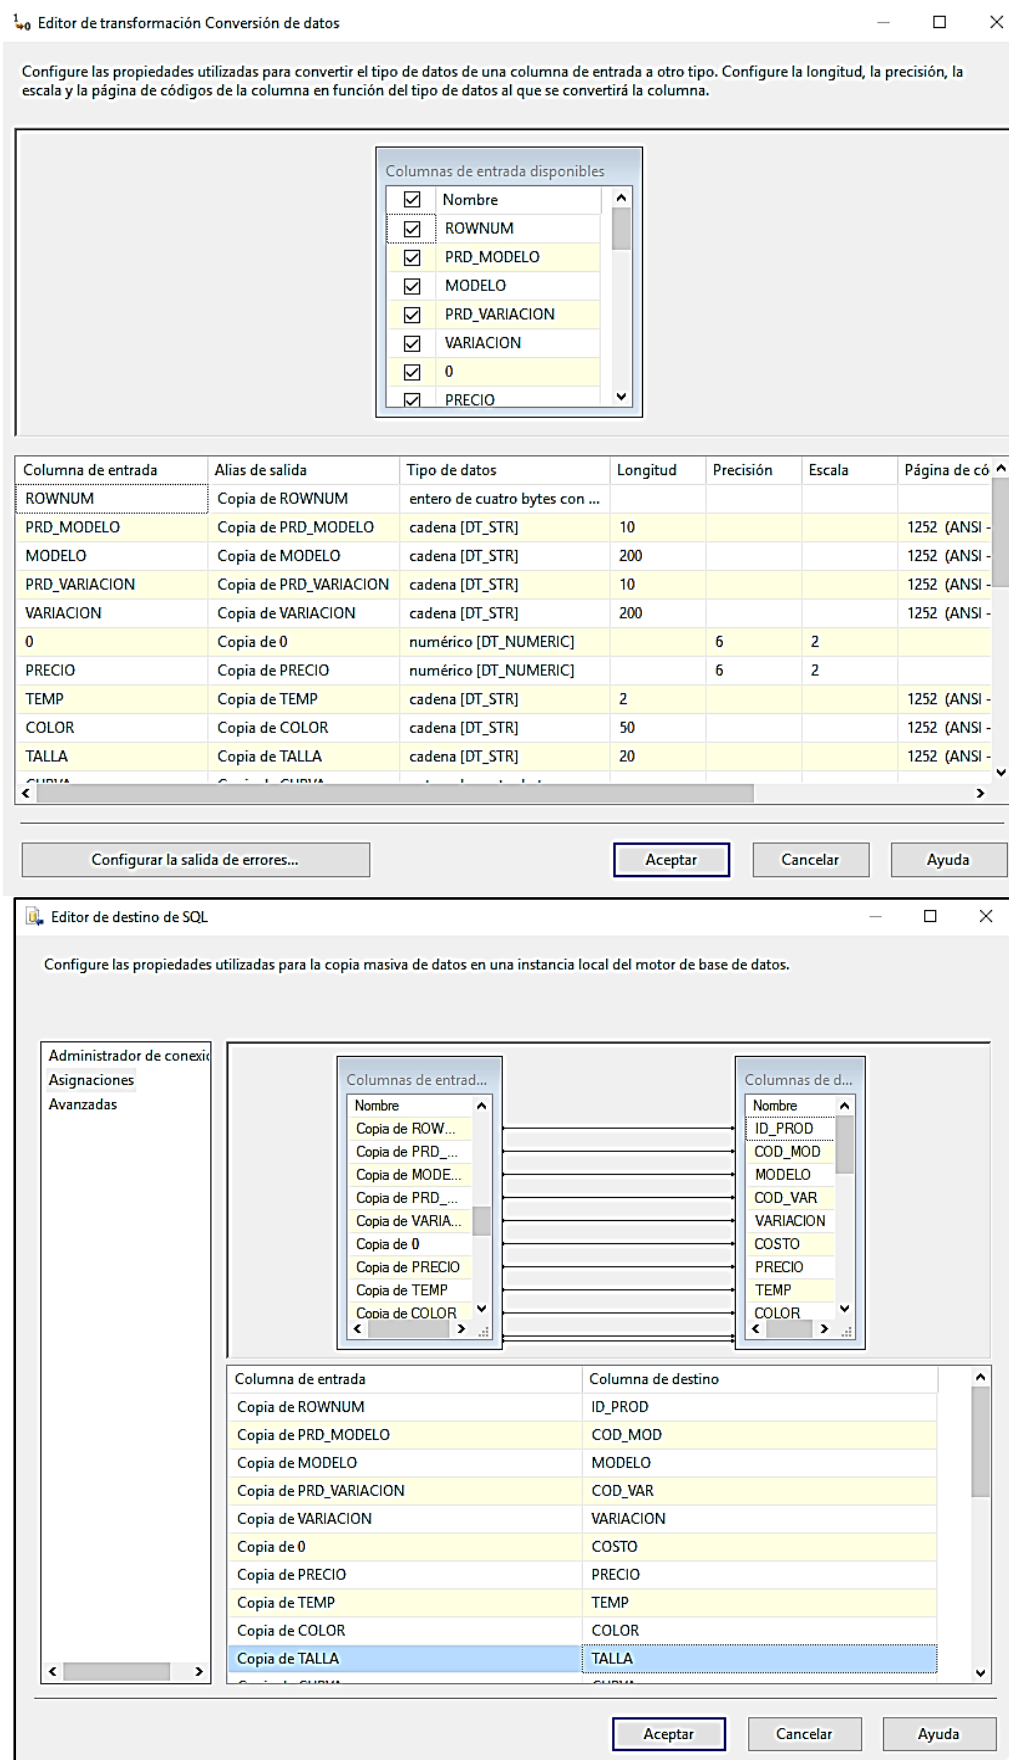 Editor de transformación Conversión de datos
Configure las propiedades utilizadas para convertir el tipo de datos de una columna de entrada a otro tipo. Configure la longitud, la precisión, la
escala y la página de códigos de la columna en función del tipo de datos al que se convertirá la columna.
Columnas de entrada disponibles
Nombre
ROWNUM
PRD_MODELO
MODELO
PRD_VARIACION
VARIACION
0
PRECIO
Columna de entrada Alias de salida Tipo de datos Longitud Precisión Escala Página de có
ROWNUM Copia de ROWNUM entero de cuatro bytes con ...
PRD_MODELO Copia de PRD_MODELO cadena [DT_STR] 10 1252 (ANSI -
MODELO Copia de MODELO cadena [DT_STR] 200 1252 (ANSI -
PRD_VARIACION Copia de PRD_VARIACION cadena [DT_STR] 10 1252 (ANSI -
VARIACION Copia de VARIACION cadena [DT_STR] 200 1252 (ANSI -
0 Copia de 0 numérico [DT_NUMERIC] 6 2
PRECIO Copia de PRECIO numérico [DT_NUMERIC] 6 2
TEMP Copia de TEMP cadena [DT_STR] 2 1252 (ANSI -
COLOR Copia de COLOR cadena [DT_STR] 50 1252 (ANSI -
TALLA Copia de TALLA cadena [DT_STR] 20 1252 (ANSI -
Configurar la salida de errores... Aceptar Cancelar Ayuda
Editor de destino de SQL
Configure las propiedades utilizadas para la copia masiva de datos en una instancia local del motor de base de datos.
Administrador de conexi
Asignaciones
Avanzadas
Columnas de entrad...
Nombre
Copia de ROW...
Copia de PRD_...
Copia de MODE...
Copia de PRD_...
Copia de VARIA...
Copia de 0
Copia de PRECIO
Copia de TEMP
Copia de COLOR
Columnas de d...
Nombre
ID_PROD
COD_MOD
MODELO
COD_VAR
VARIACION
COSTO
PRECIO
TEMP
COLOR
Columna de entrada Columna de destino
Copia de ROWNUM ID_PROD
Copia de PRD_MODELO COD_MOD
Copia de MODELO MODELO
Copia de PRD_VARIACION COD_VAR
Copia de VARIACION VARIACION
Copia de 0 COSTO
Copia de PRECIO PRECIO
Copia de TEMP TEMP
Copia de COLOR COLOR
Copia de TALLA TALLA
Aceptar Cancelar Ayuda